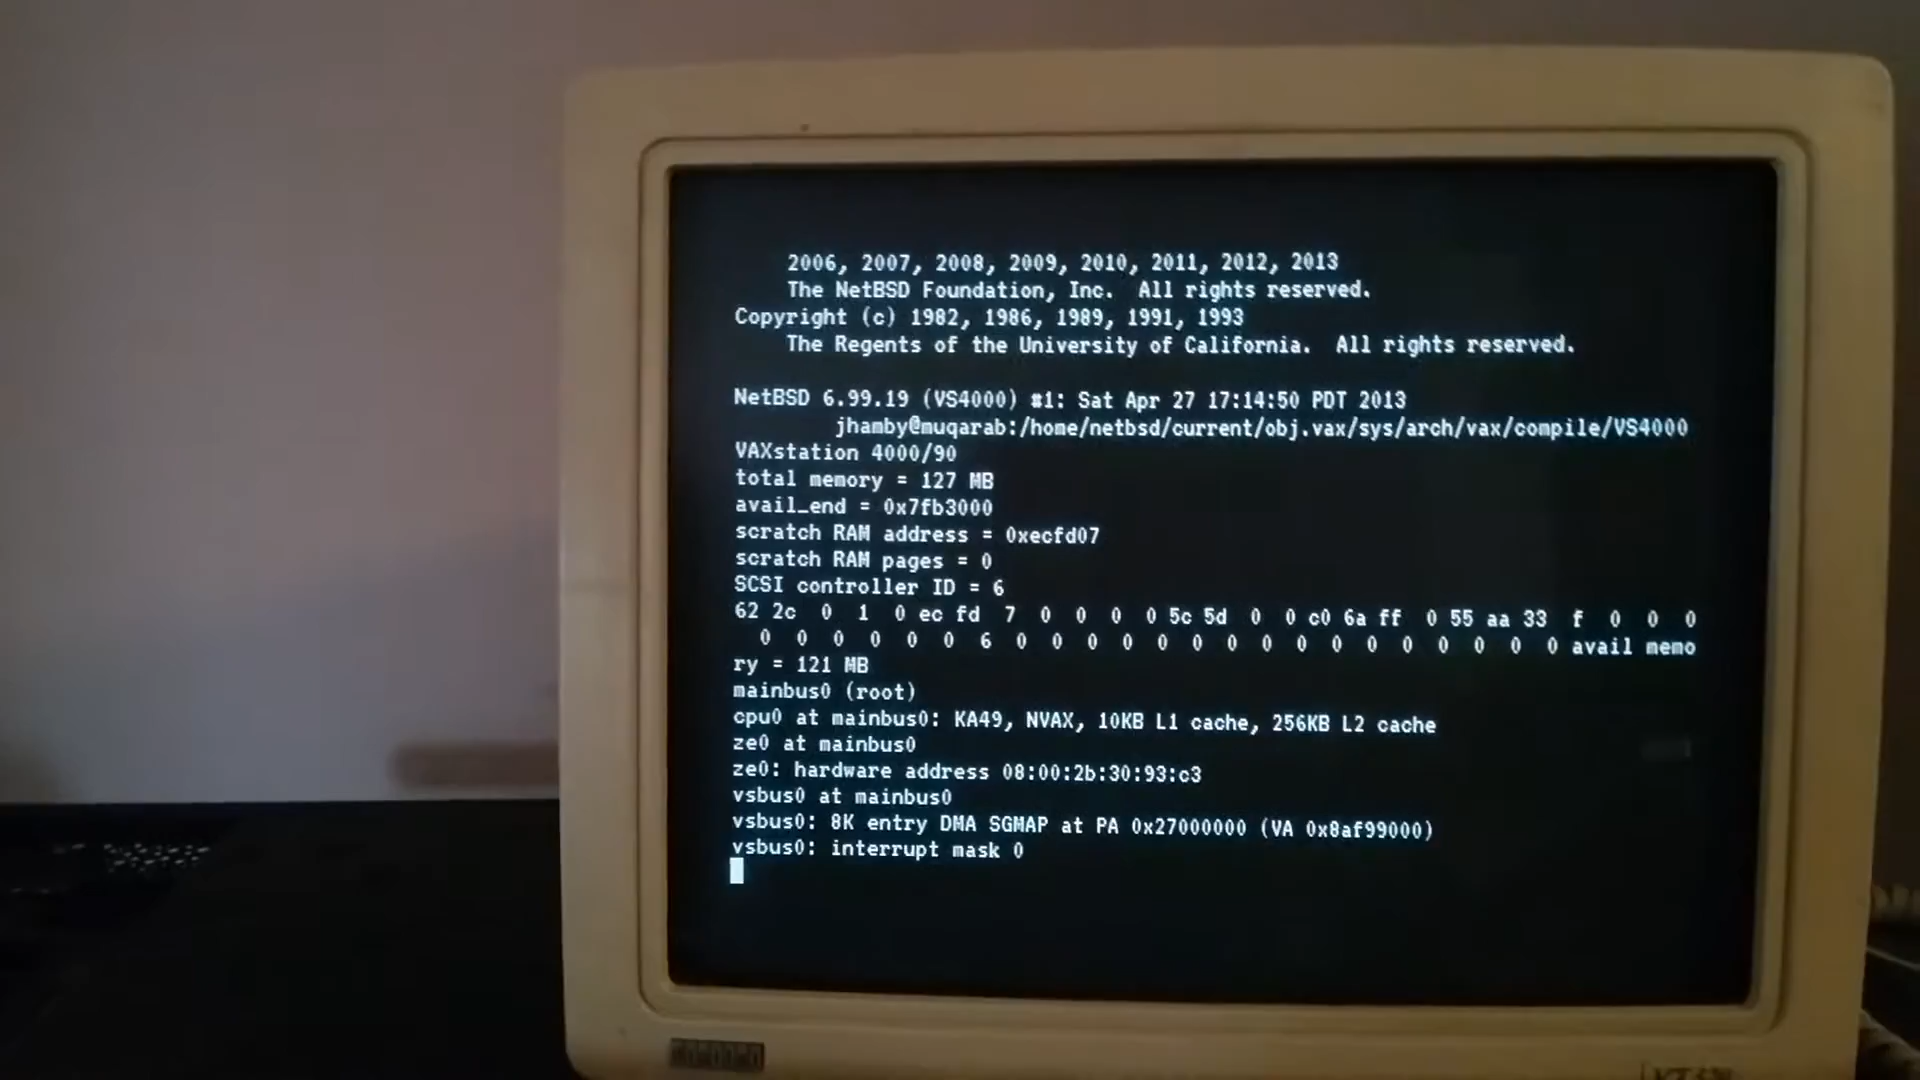 2006, 2007, 2008, 2009, 2010, 2011, 2012, 2013
The NetBSD Foundation, Inc.  All rights reserved.
Copyright (c) 1982, 1986, 1989, 1991, 1993
The Regents of the University of California.  All rights reserved.
NetBSD 6.99.19 (VS4000) #1: Sat Apr 27 17:14:50 PDT 2013
jhamby@muqarab:/home/netbsd/current/obj.vax/sys/arch/vax/compile/VS4000
VAXstation 4000/90
total memory = 127 MB
avail_end = 0x7fb3000
scratch RAM address = 0xecfd07
scratch RAM pages = 0
SCSI controller ID = 6
62 2c  0  1  0 ec fd  7  0  0  0  0 5c 5d  0  0 c0 6a ff  0 55 aa 33  f  0  0  0
0  0  0  0  0  0  6  0  0  0  0  0  0  0  0  0  0  0  0  0  0  0  0 avail memo
ry = 121 MB
mainbus0 (root)
cpu0 at mainbus0: KA49, NVAX, 10KB L1 cache, 256KB L2 cache
ze0 at mainbus0
ze0: hardware address 08:00:2b:30:93:c3
vsbus0 at mainbus0
vsbus0: 8K entry DMA SGMAP at PA 0x27000000 (VA 0x8af99000)
vsbus0: interrupt mask 0